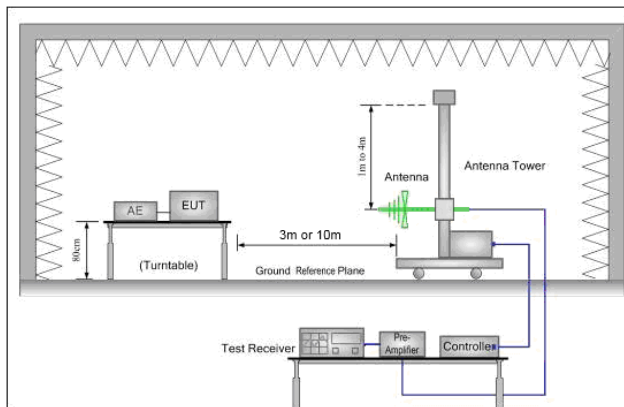 1m to 4m
Antenna
Antenna Tower
AE
EUT
80cm
3m or 10m
(Turntable)
Ground Reference Plane
Test Receiver
Pre-
Amplifier
Controller